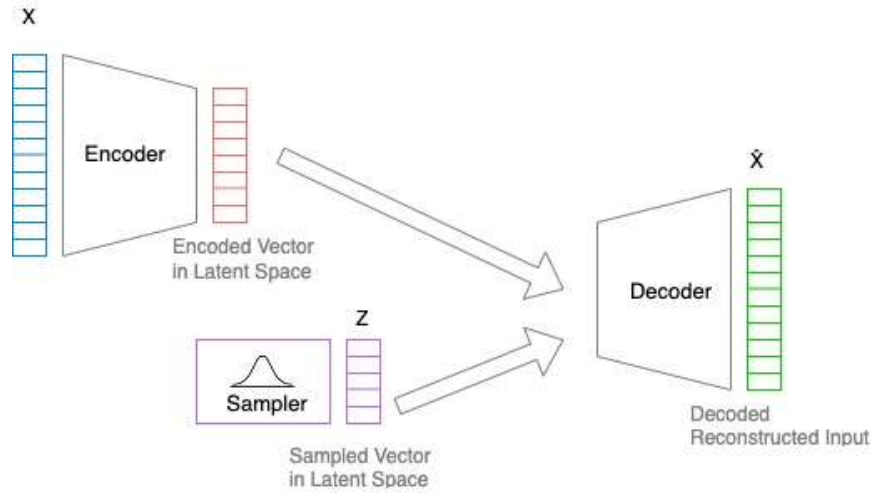 X
Encoder
Encoded Vector
in Latent Space
X̂
Decoder
Z
Sampler
Sampled Vector
in Latent Space
Decoded
Reconstructed Input